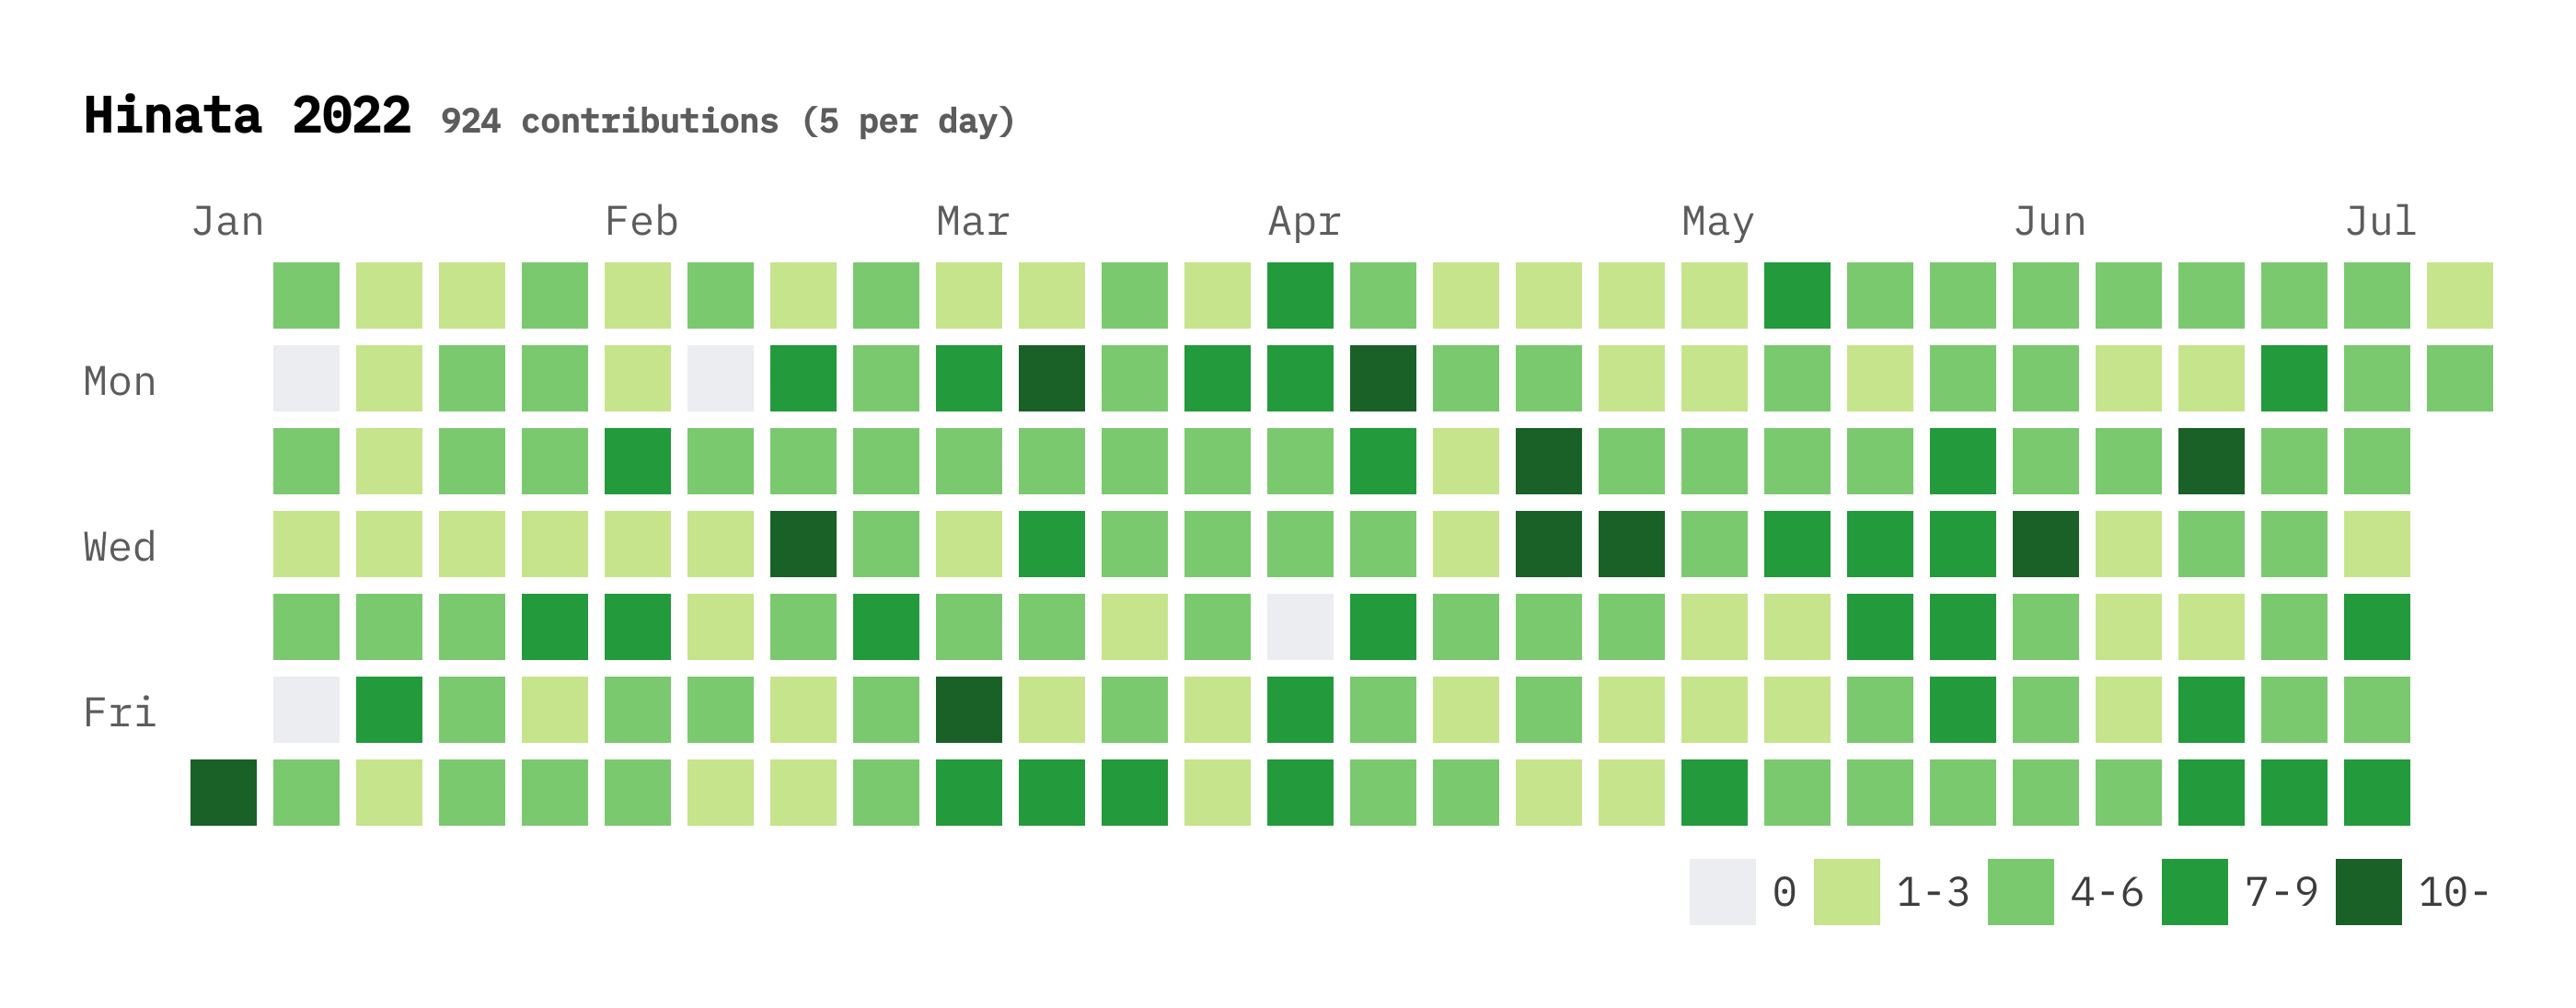 Hinata 2022 924 contributions (5 per day)
Jan Feb Mar Apr May Jun Jul
Mon
Wed
Fri
0 1-3 4-6 7-9 10-